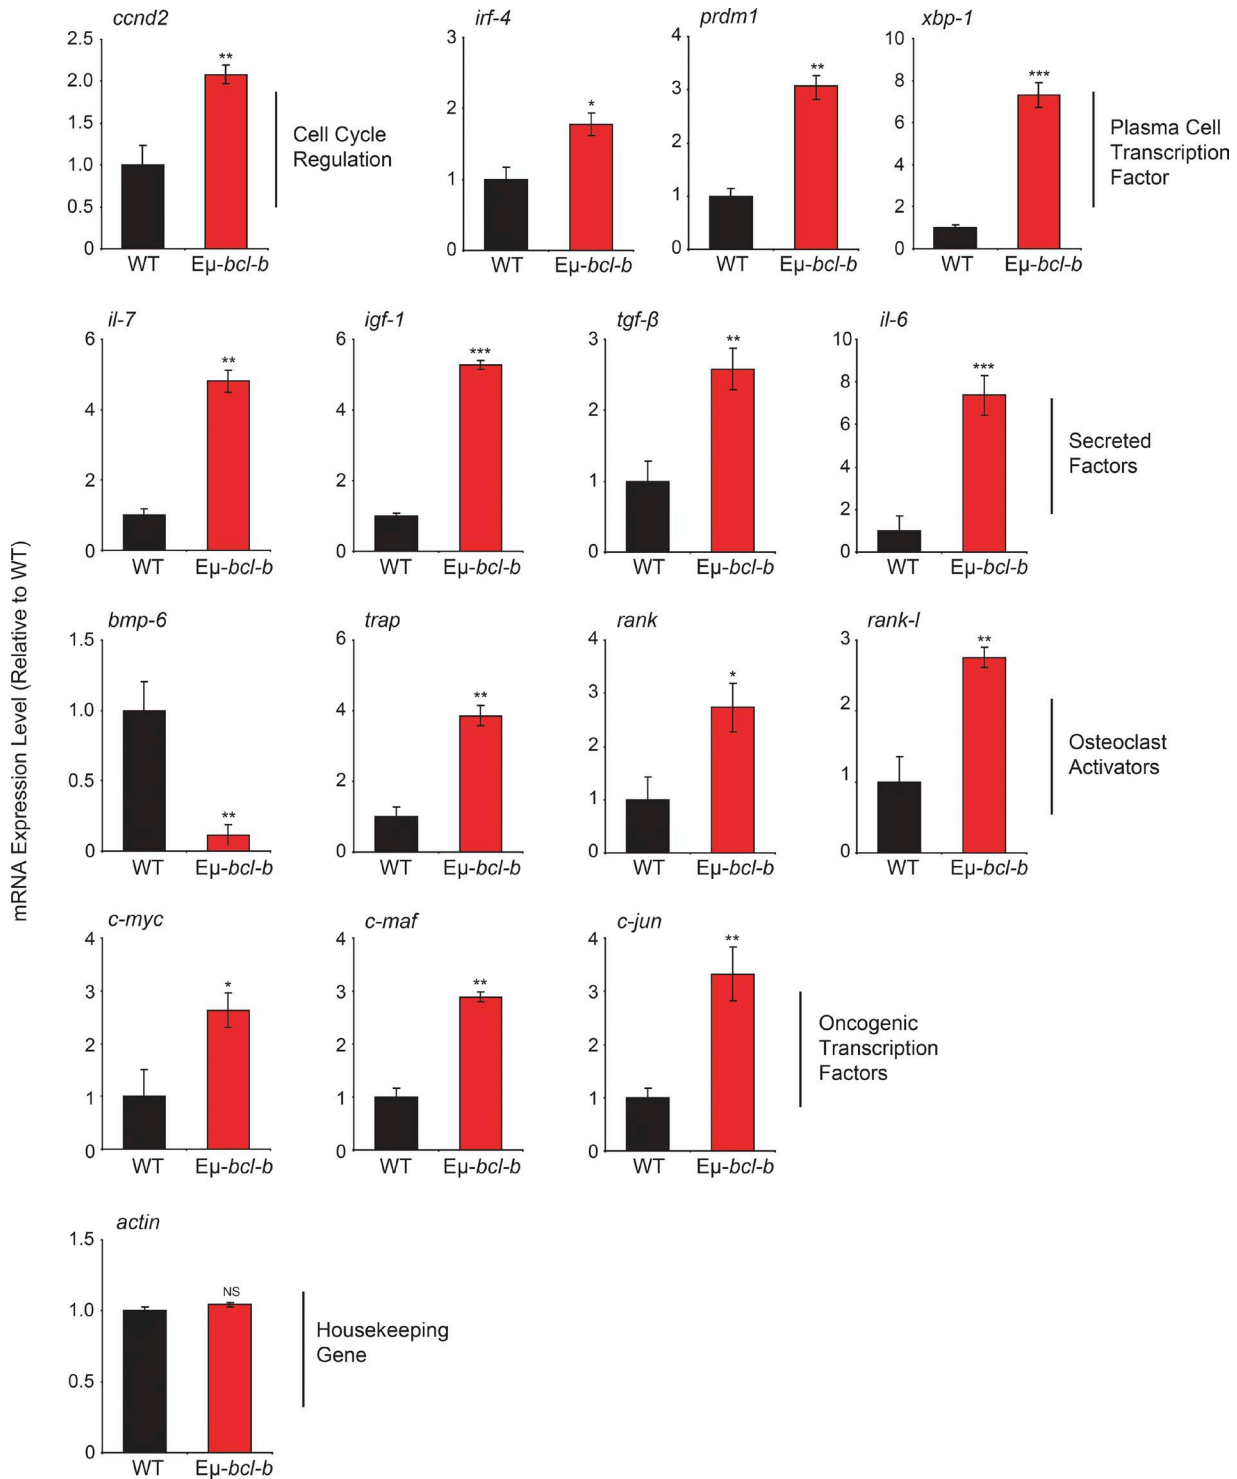 mRNA Expression Level (Relative to WT)
ccnd2
2.5
2.0
1.5
1.0
0.5
0
**
WT Eµ-bcl-b
Cell Cycle
Regulation
irf-4
3
2
1
0
*
WT Eµ-bcl-b
prdm1
4
3
2
1
0
**
WT Eµ-bcl-b
xbp-1
10
8
6
4
2
0
***
WT Eµ-bcl-b
Plasma Cell
Transcription
Factor
il-7
6
4
2
0
**
WT Eµ-bcl-b
igf-1
6
4
2
0
***
WT Eµ-bcl-b
tgf-β
3
2
1
0
**
WT Eµ-bcl-b
il-6
10
8
6
4
2
0
***
WT Eµ-bcl-b
Secreted
Factors
bmp-6
1.5
1.0
0.5
0
**
WT Eµ-bcl-b
trap
6
4
2
0
**
WT Eµ-bcl-b
rank
4
3
2
1
0
*
WT Eµ-bcl-b
rank-l
3
2
1
0
**
WT Eµ-bcl-b
Osteoclast
Activators
c-myc
4
3
2
1
0
*
WT Eµ-bcl-b
c-maf
4
3
2
1
0
**
WT Eµ-bcl-b
c-jun
4
3
2
1
0
**
WT Eµ-bcl-b
Oncogenic
Transcription
Factors
actin
1.5
1.0
0.5
0
NS
WT Eµ-bcl-b
Housekeeping
Gene